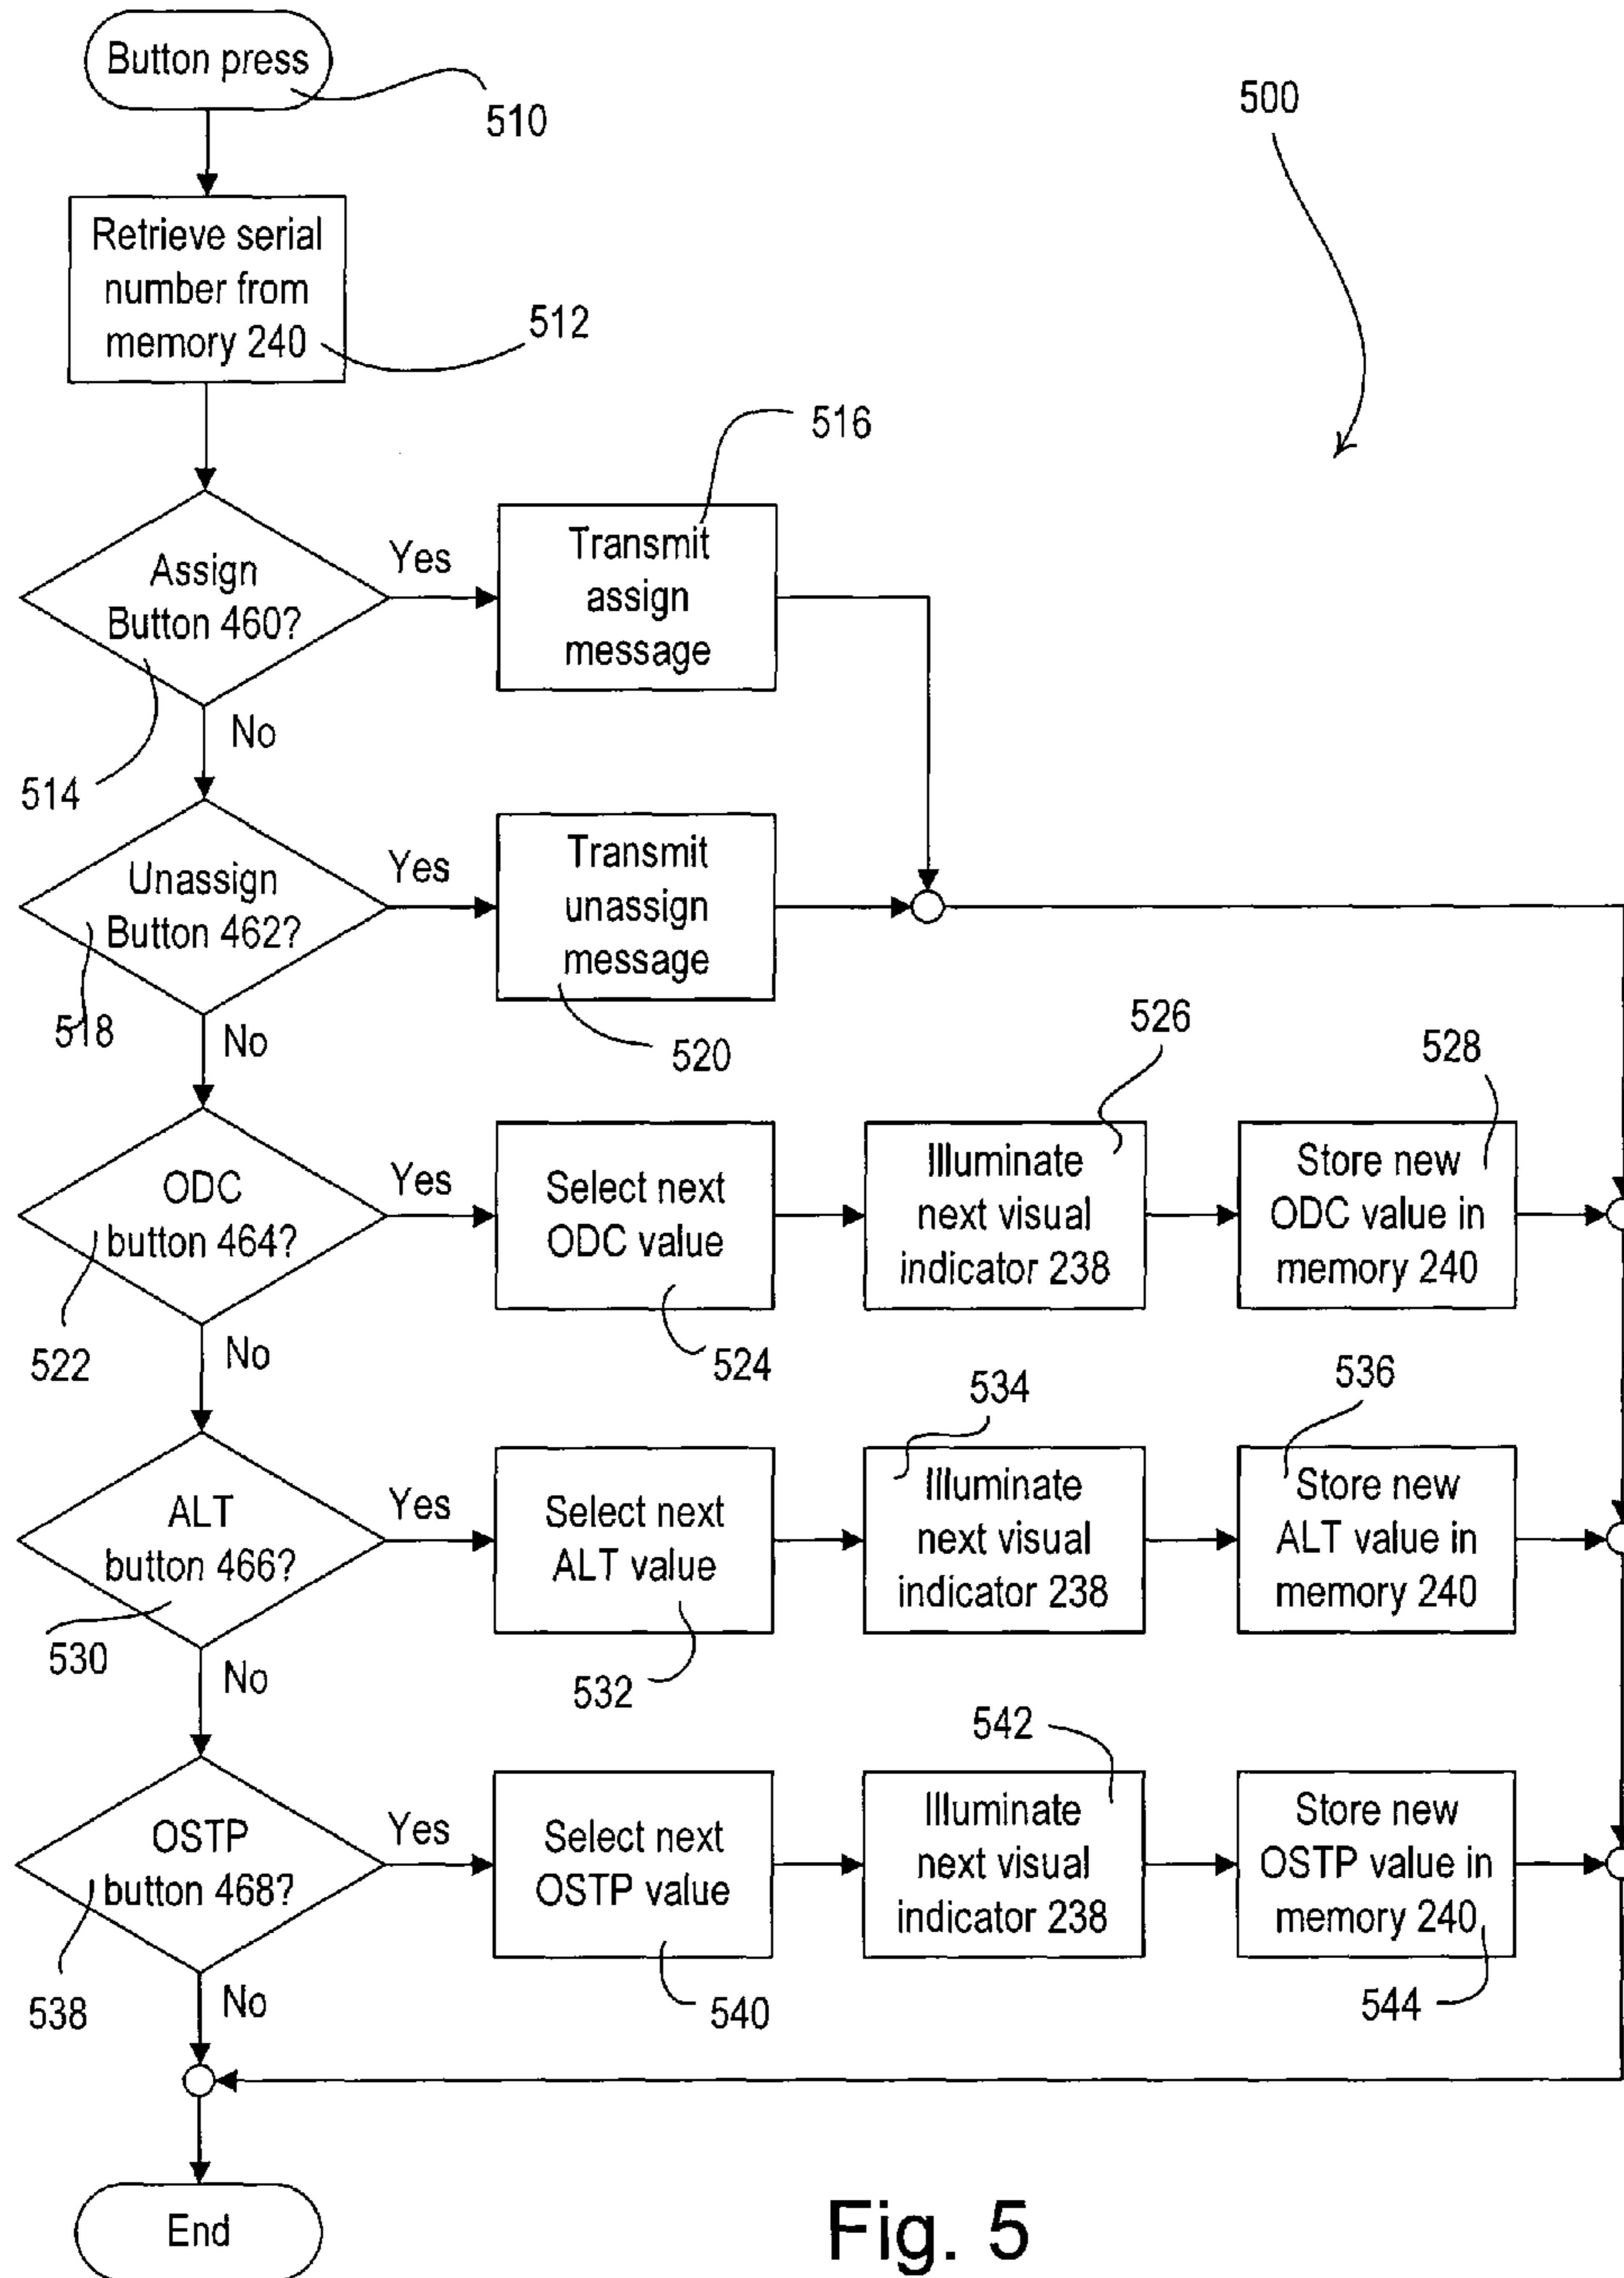 Button press
510
500
Retrieve serial
number from
memory 240
512
516
Assign
Button 460?
Yes
Transmit
assign
message
514
No
Unassign
Button 462?
Yes
Transmit
unassign
message
518
No
520
526
528
ODC
button 464?
Yes
Select next
ODC value
Illuminate
next visual
indicator 238
Store new
ODC value in
memory 240
522
No
524
534
536
ALT
button 466?
Yes
Select next
ALT value
Illuminate
next visual
indicator 238
Store new
ALT value in
memory 240
530
No
532
542
OSTP
button 468?
Yes
Select next
OSTP value
Illuminate
next visual
indicator 238
Store new
OSTP value in
memory 240
538
No
540
544
End
Fig. 5